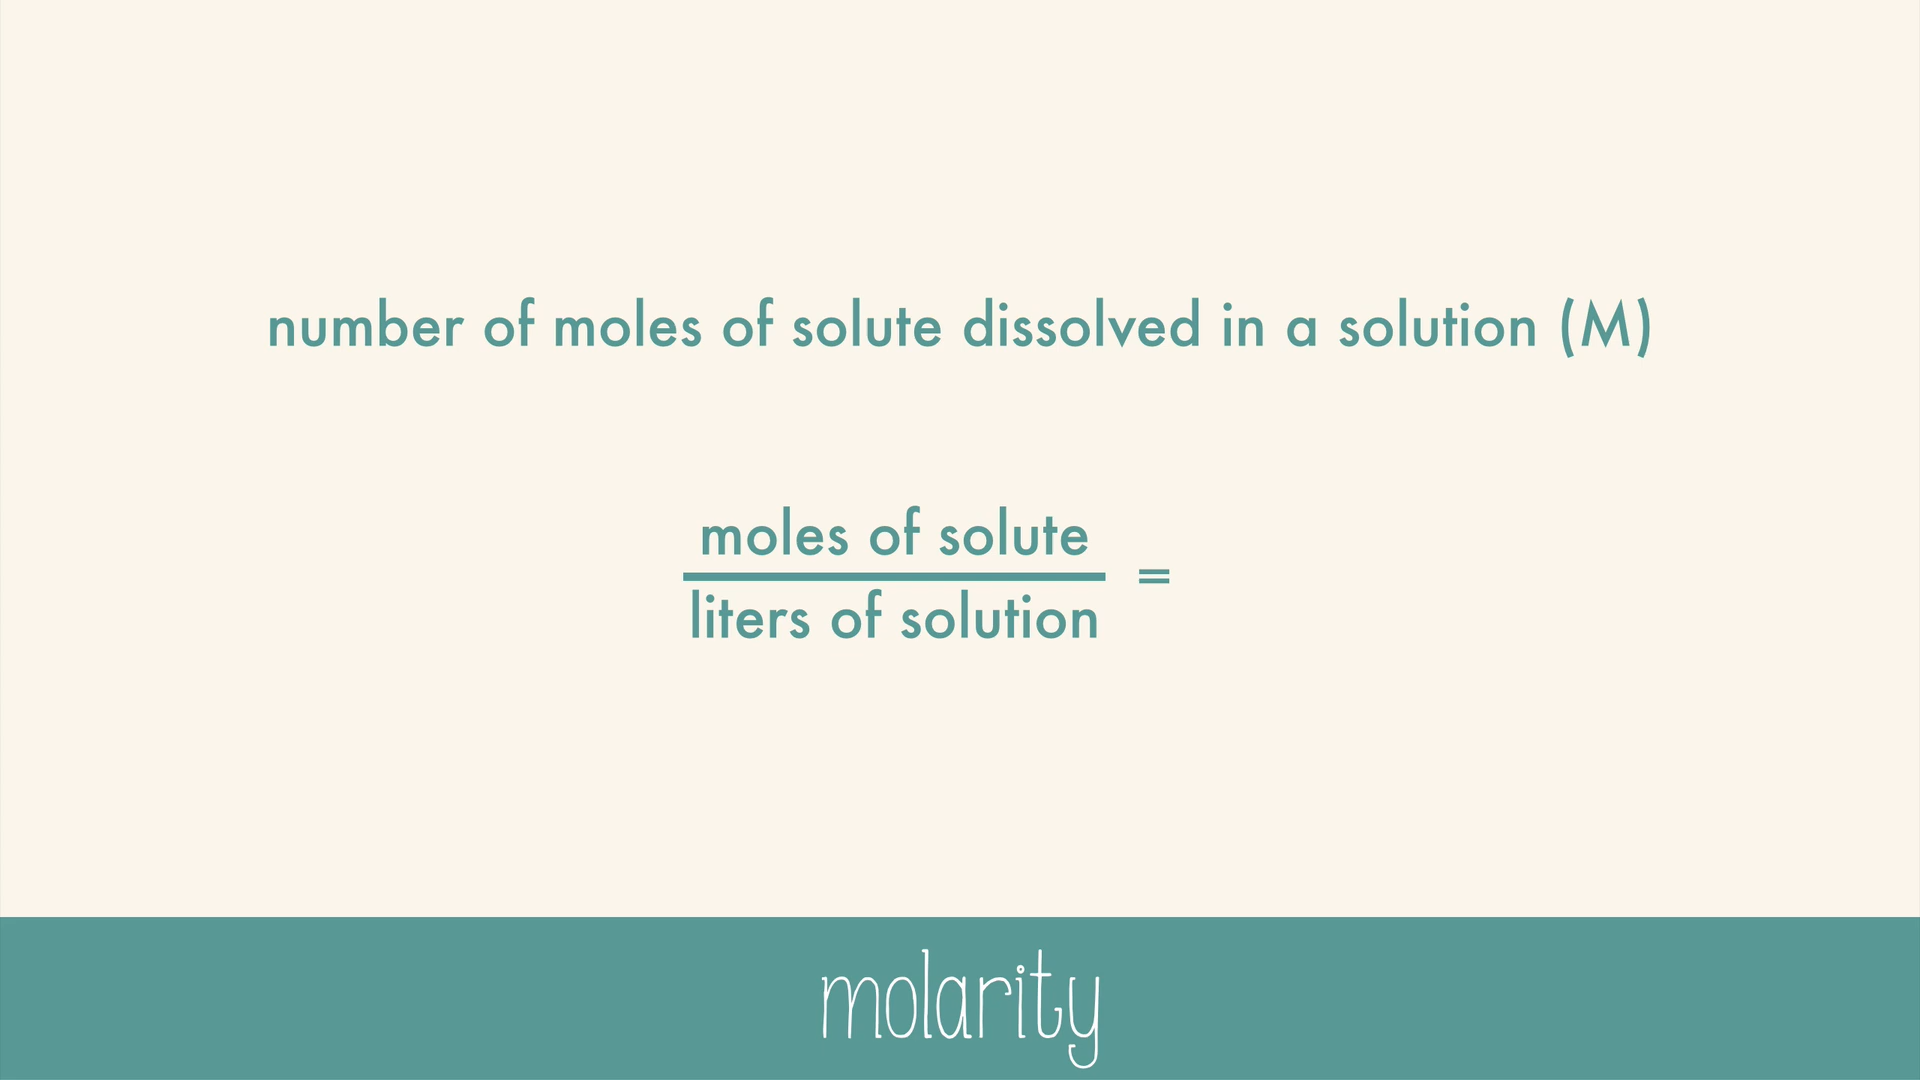 number of moles of solute dissolved in a solution (M)
moles of solute
=
liters of solution
molarity